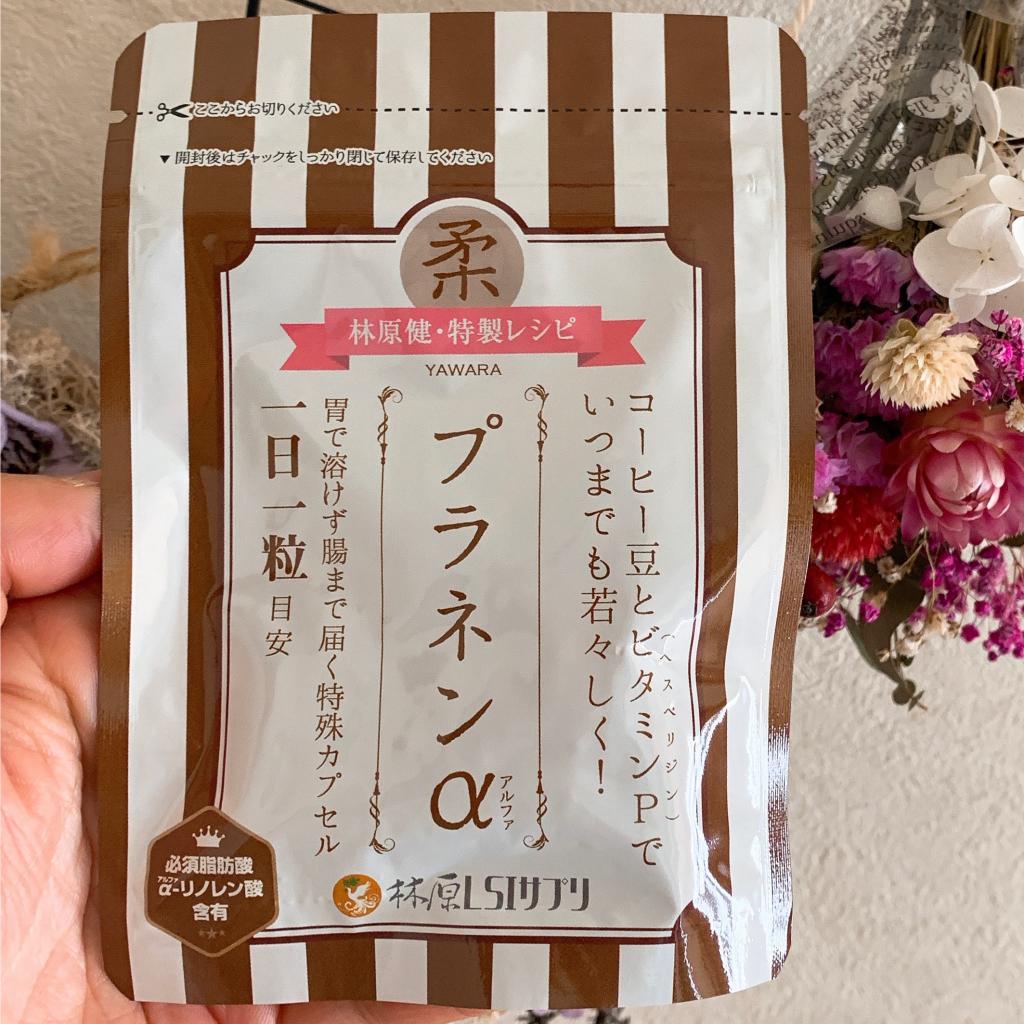 ここからお切りください
▼開封後はチャックをしっかり閉じて保存してください
柔
林原健・特製レシピ
YAWARA
コーヒー豆とビタミンPで
(ヘスペリジン)
いつまでも若々しく!
プラネンα
アルファ
胃で溶けず腸まで届く特殊カプセル
一日一粒目安
必須脂肪酸
アルファ
α-リノレン酸
含有
林原LSIサプリ